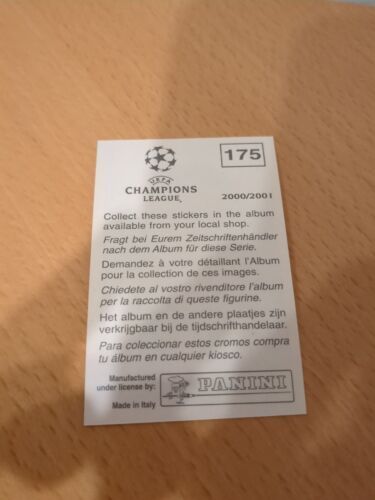 175
UEFA
CHAMPIONS
LEAGUE
2000/2001
Collect these stickers in the album
available from your local shop.
Fragt bei Eurem Zeitschriftenhändler
nach dem Album für diese Serie.
Demandez à votre détaillant l'Album
pour la collection de ces images.
Chiedete al vostro rivenditore l'album
per la raccolta di queste figurine.
Het album en de andere plaatjes zijn
verkrijgbaar bij de tijdschrifthandelaar.
Para coleccionar estos cromos compra
tu álbum en cualquier kiosco.
Manufactured
under license by:
PANINI
Made in Italy